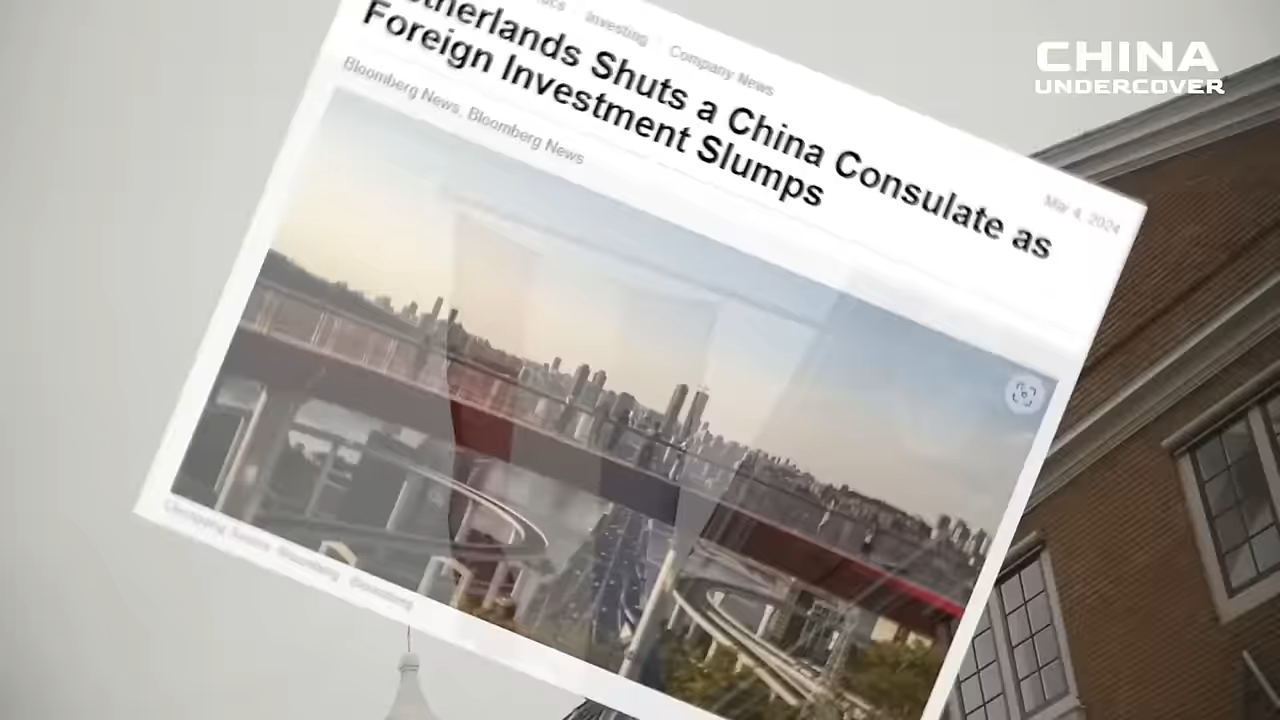 Investing
Company News
CHINA
UNDERCOVER
therlands Shuts a China Consulate as
Foreign Investment Slumps
Bloomberg News, Bloomberg News
Mar 4, 2024